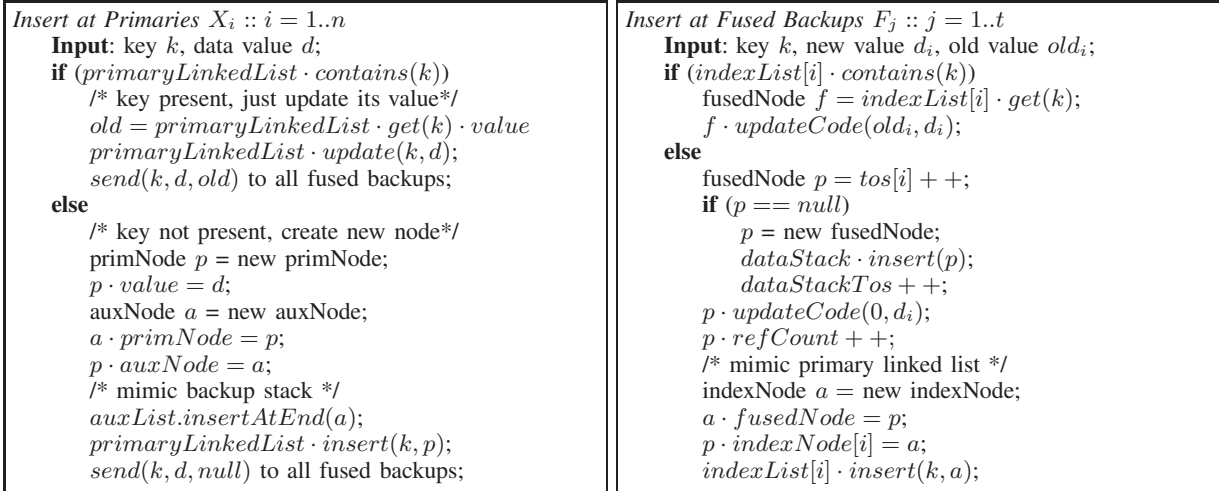 Insert at Primaries X_i :: i = 1..n
Input: key k, data value d;
if (primaryLinkedList · contains(k))
/* key present, just update its value*/
old = primaryLinkedList · get(k) · value
primaryLinkedList · update(k, d);
send(k, d, old) to all fused backups;
else
/* key not present, create new node*/
primNode p = new primNode;
p · value = d;
auxNode a = new auxNode;
a · primNode = p;
p · auxNode = a;
/* mimic backup stack */
auxList.insertAtEnd(a);
primaryLinkedList · insert(k, p);
send(k, d, null) to all fused backups;
Insert at Fused Backups F_j :: j = 1..t
Input: key k, new value d_i, old value old_i;
if (indexList[i] · contains(k))
fusedNode f = indexList[i] · get(k);
f · updateCode(old_i, d_i);
else
fusedNode p = tos[i] + +;
if (p == null)
p = new fusedNode;
dataStack · insert(p);
dataStackTos + +;
p · updateCode(0, d_i);
p · refCount + +;
/* mimic primary linked list */
indexNode a = new indexNode;
a · fusedNode = p;
p · indexNode[i] = a;
indexList[i] · insert(k, a);